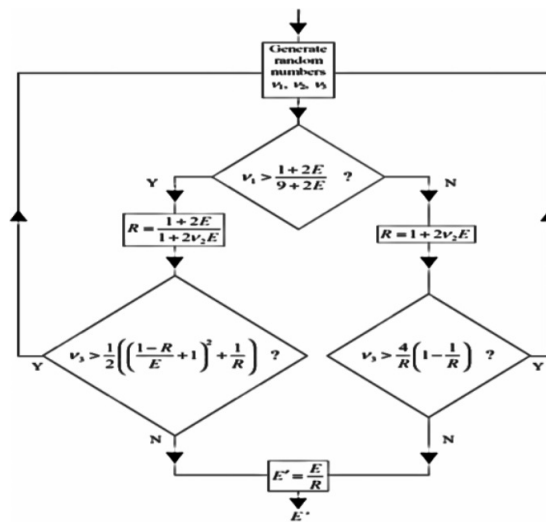 Generate
random
numbers
ν₁, ν₂, ν₃
ν₁ > (1+2E)/(9+2E) ?
Y
N
R = (1+2E)/(1+2ν₂E)
R = 1+2ν₂E
ν₃ > 1/2(((1−R)/E + 1)² + 1/R) ?
ν₃ > 4/R(1 − 1/R) ?
Y
Y
N
N
E' = E/R
E'